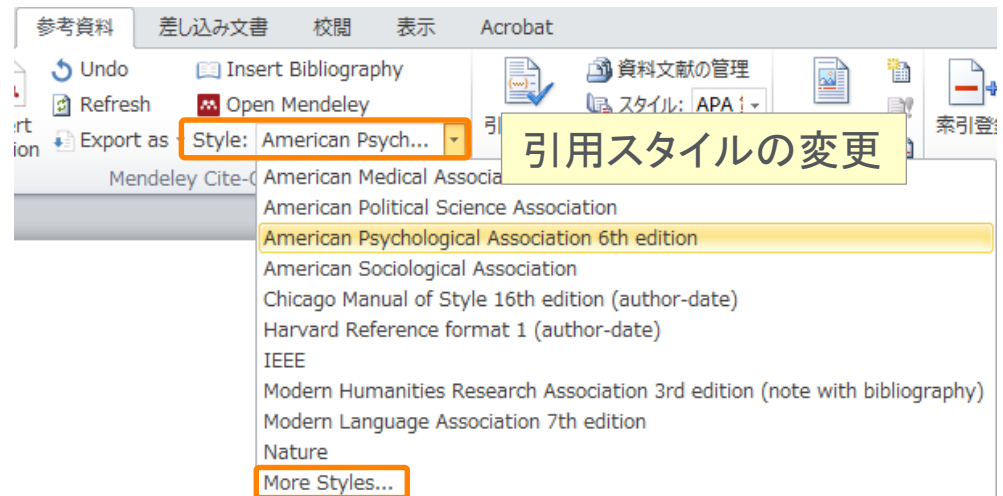 参考資料 差し込み文書 校閲 表示 Acrobat
Undo Insert Bibliography 資料文献の管理
Refresh Open Mendeley スタイル: APA
Export as Style: American Psych...
引用スタイルの変更
Mendeley Cite-
American Medical Associa
American Political Science Association
American Psychological Association 6th edition
American Sociological Association
Chicago Manual of Style 16th edition (author-date)
Harvard Reference format 1 (author-date)
IEEE
Modern Humanities Research Association 3rd edition (note with bibliography)
Modern Language Association 7th edition
Nature
More Styles...